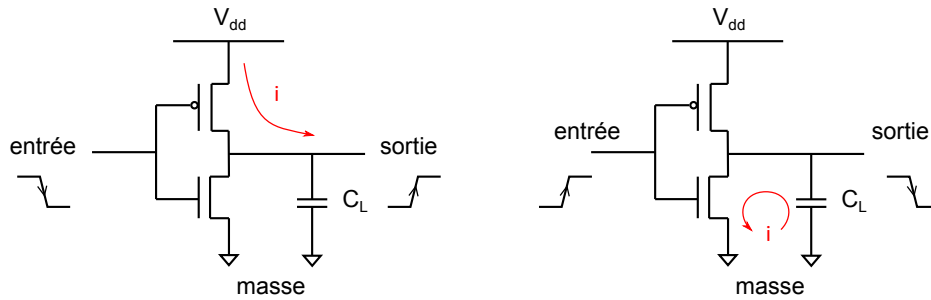 V_dd
i
entrée
sortie
C_L
masse
V_dd
entrée
sortie
C_L
i
masse